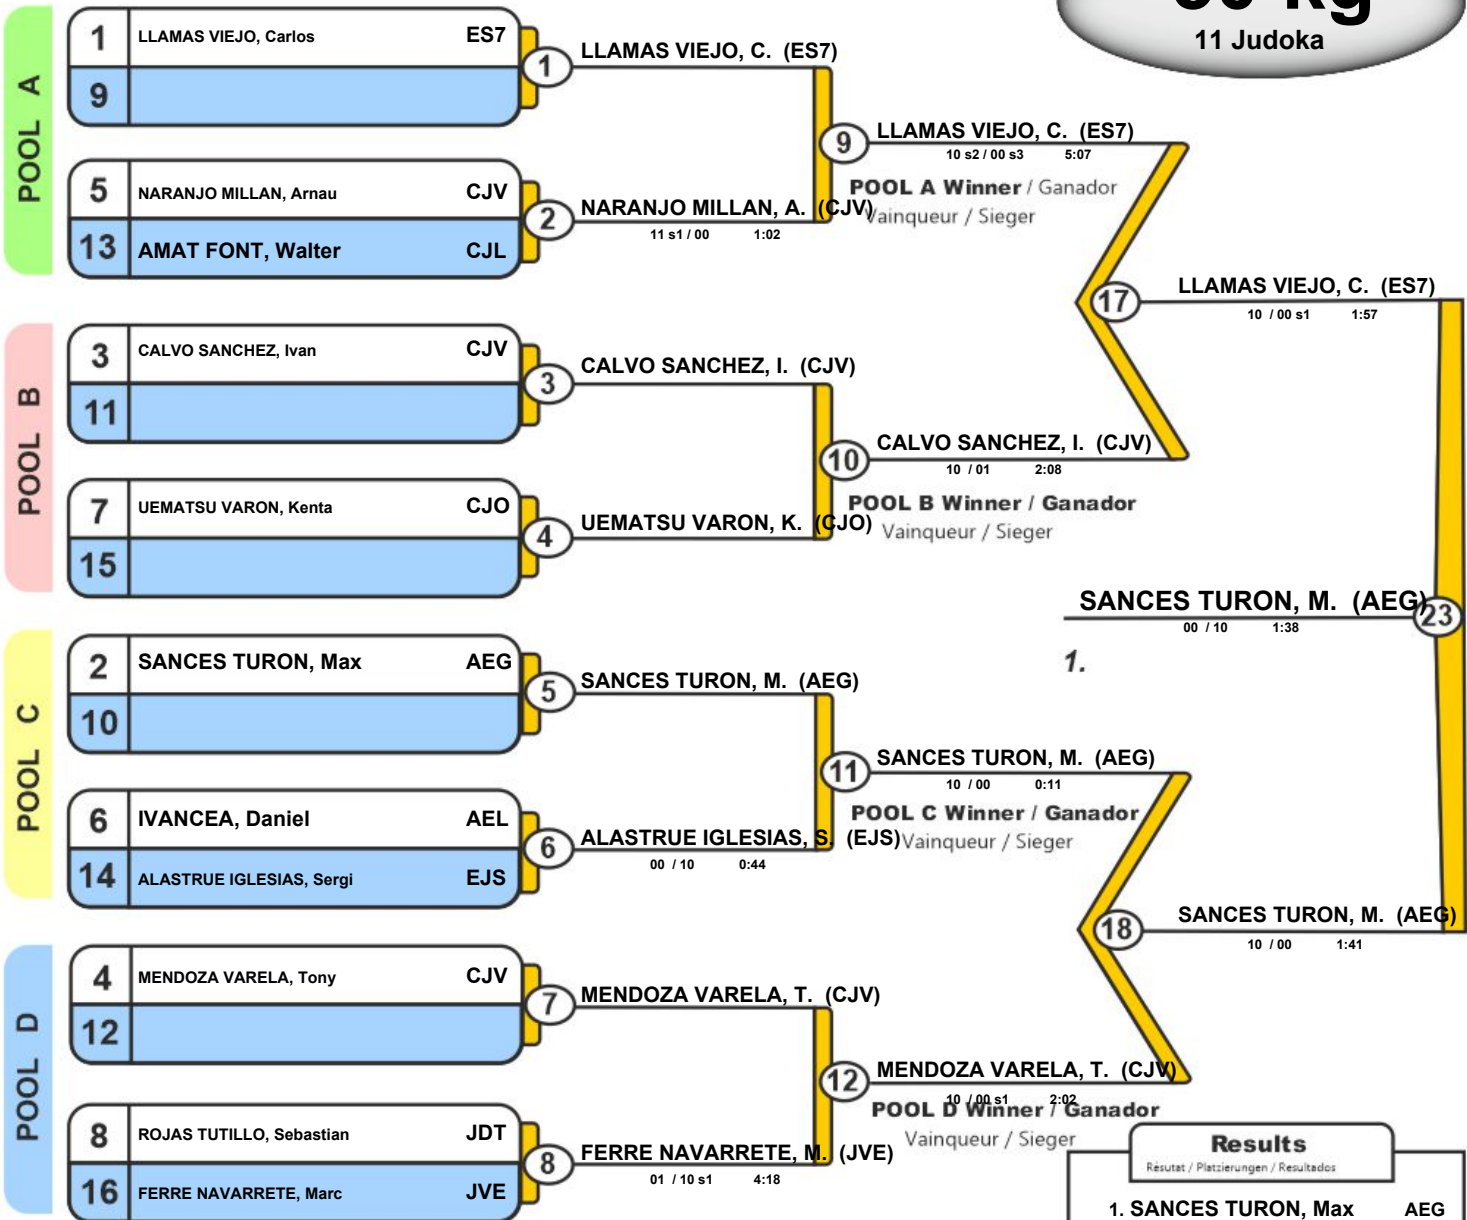 11 Judoka
POOL A
1 LLAMAS VIEJO, Carlos ES7
9
1
LLAMAS VIEJO, C. (ES7)
5 NARANJO MILLAN, Arnau CJV
13 AMAT FONT, Walter CJL
2
NARANJO MILLAN, A. (CJV)
11 s1 / 00 1:02
9
LLAMAS VIEJO, C. (ES7)
10 s2 / 00 s3 5:07
POOL A Winner / Ganador
Vainqueur / Sieger
POOL B
3 CALVO SANCHEZ, Ivan CJV
11
3
CALVO SANCHEZ, I. (CJV)
7 UEMATSU VARON, Kenta CJO
15
4
UEMATSU VARON, K. (CJO)
10
CALVO SANCHEZ, I. (CJV)
10 / 01 2:08
POOL B Winner / Ganador
Vainqueur / Sieger
17
LLAMAS VIEJO, C. (ES7)
10 / 00 s1 1:57
SANCES TURON, M. (AEG)
23
00 / 10 1:38
1.
POOL C
2 SANCES TURON, Max AEG
10
5
SANCES TURON, M. (AEG)
6 IVANCEA, Daniel AEL
14 ALASTRUE IGLESIAS, Sergi EJS
6
ALASTRUE IGLESIAS, S. (EJS)
00 / 10 0:44
11
SANCES TURON, M. (AEG)
10 / 00 0:11
POOL C Winner / Ganador
Vainqueur / Sieger
18
SANCES TURON, M. (AEG)
10 / 00 1:41
POOL D
4 MENDOZA VARELA, Tony CJV
12
7
MENDOZA VARELA, T. (CJV)
8 ROJAS TUTILLO, Sebastian JDT
16 FERRE NAVARRETE, Marc JVE
8
FERRE NAVARRETE, M. (JVE)
01 / 10 s1 4:18
12
MENDOZA VARELA, T. (CJV)
10 / 00 s1 2:02
POOL D Winner / Ganador
Vainqueur / Sieger
Results
Résutat / Platzierungen / Resultados
1. SANCES TURON, Max AEG